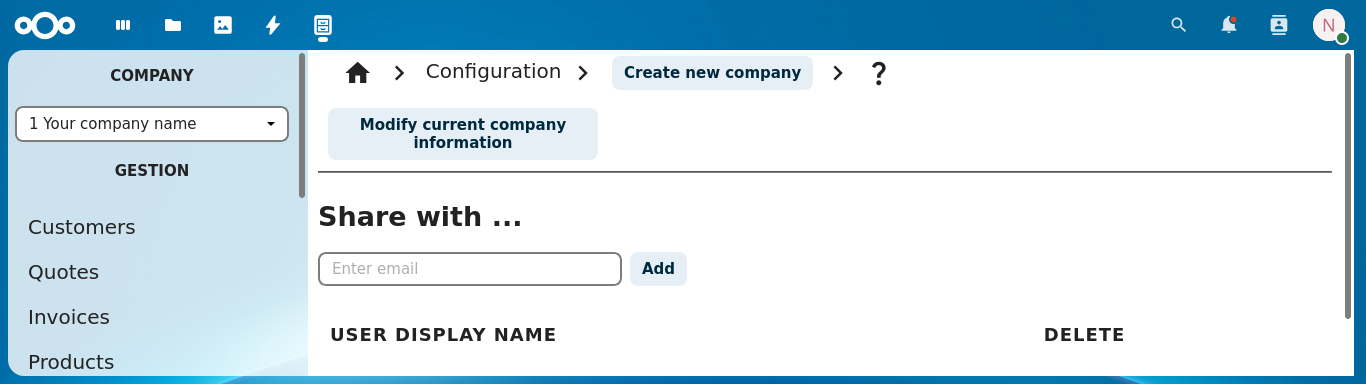 N
COMPANY
1 Your company name
GESTION
Customers
Quotes
Invoices
Products
Configuration
Create new company
?
Modify current company
information
Share with ...
Enter email
Add
USER DISPLAY NAME
DELETE